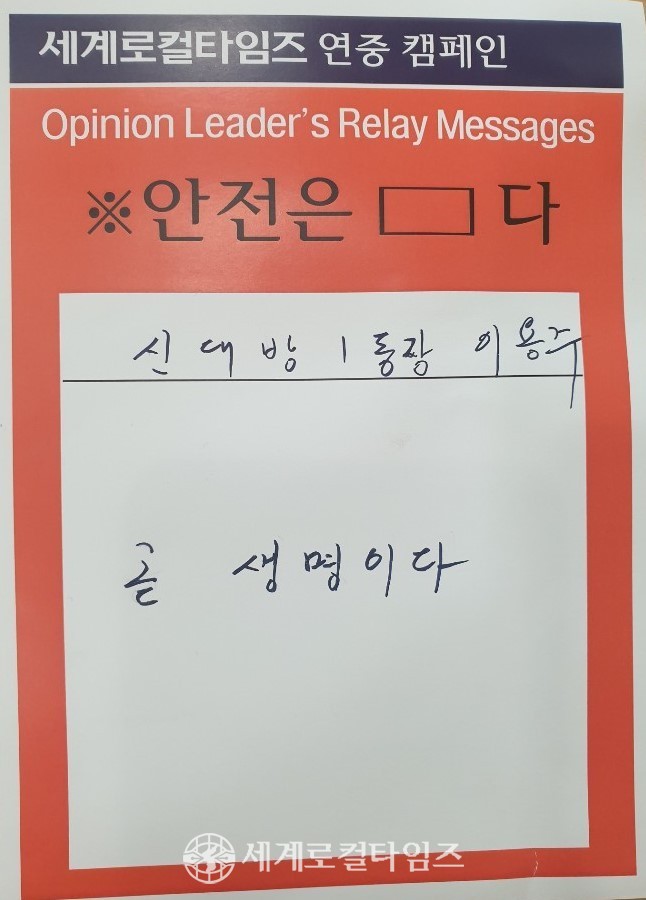 세계로컬타임즈 연중 캠페인
Opinion Leader's Relay Messages
※안전은 □ 다
신대방 1동장 이용주
곧 생명이다
세계로컬타임즈